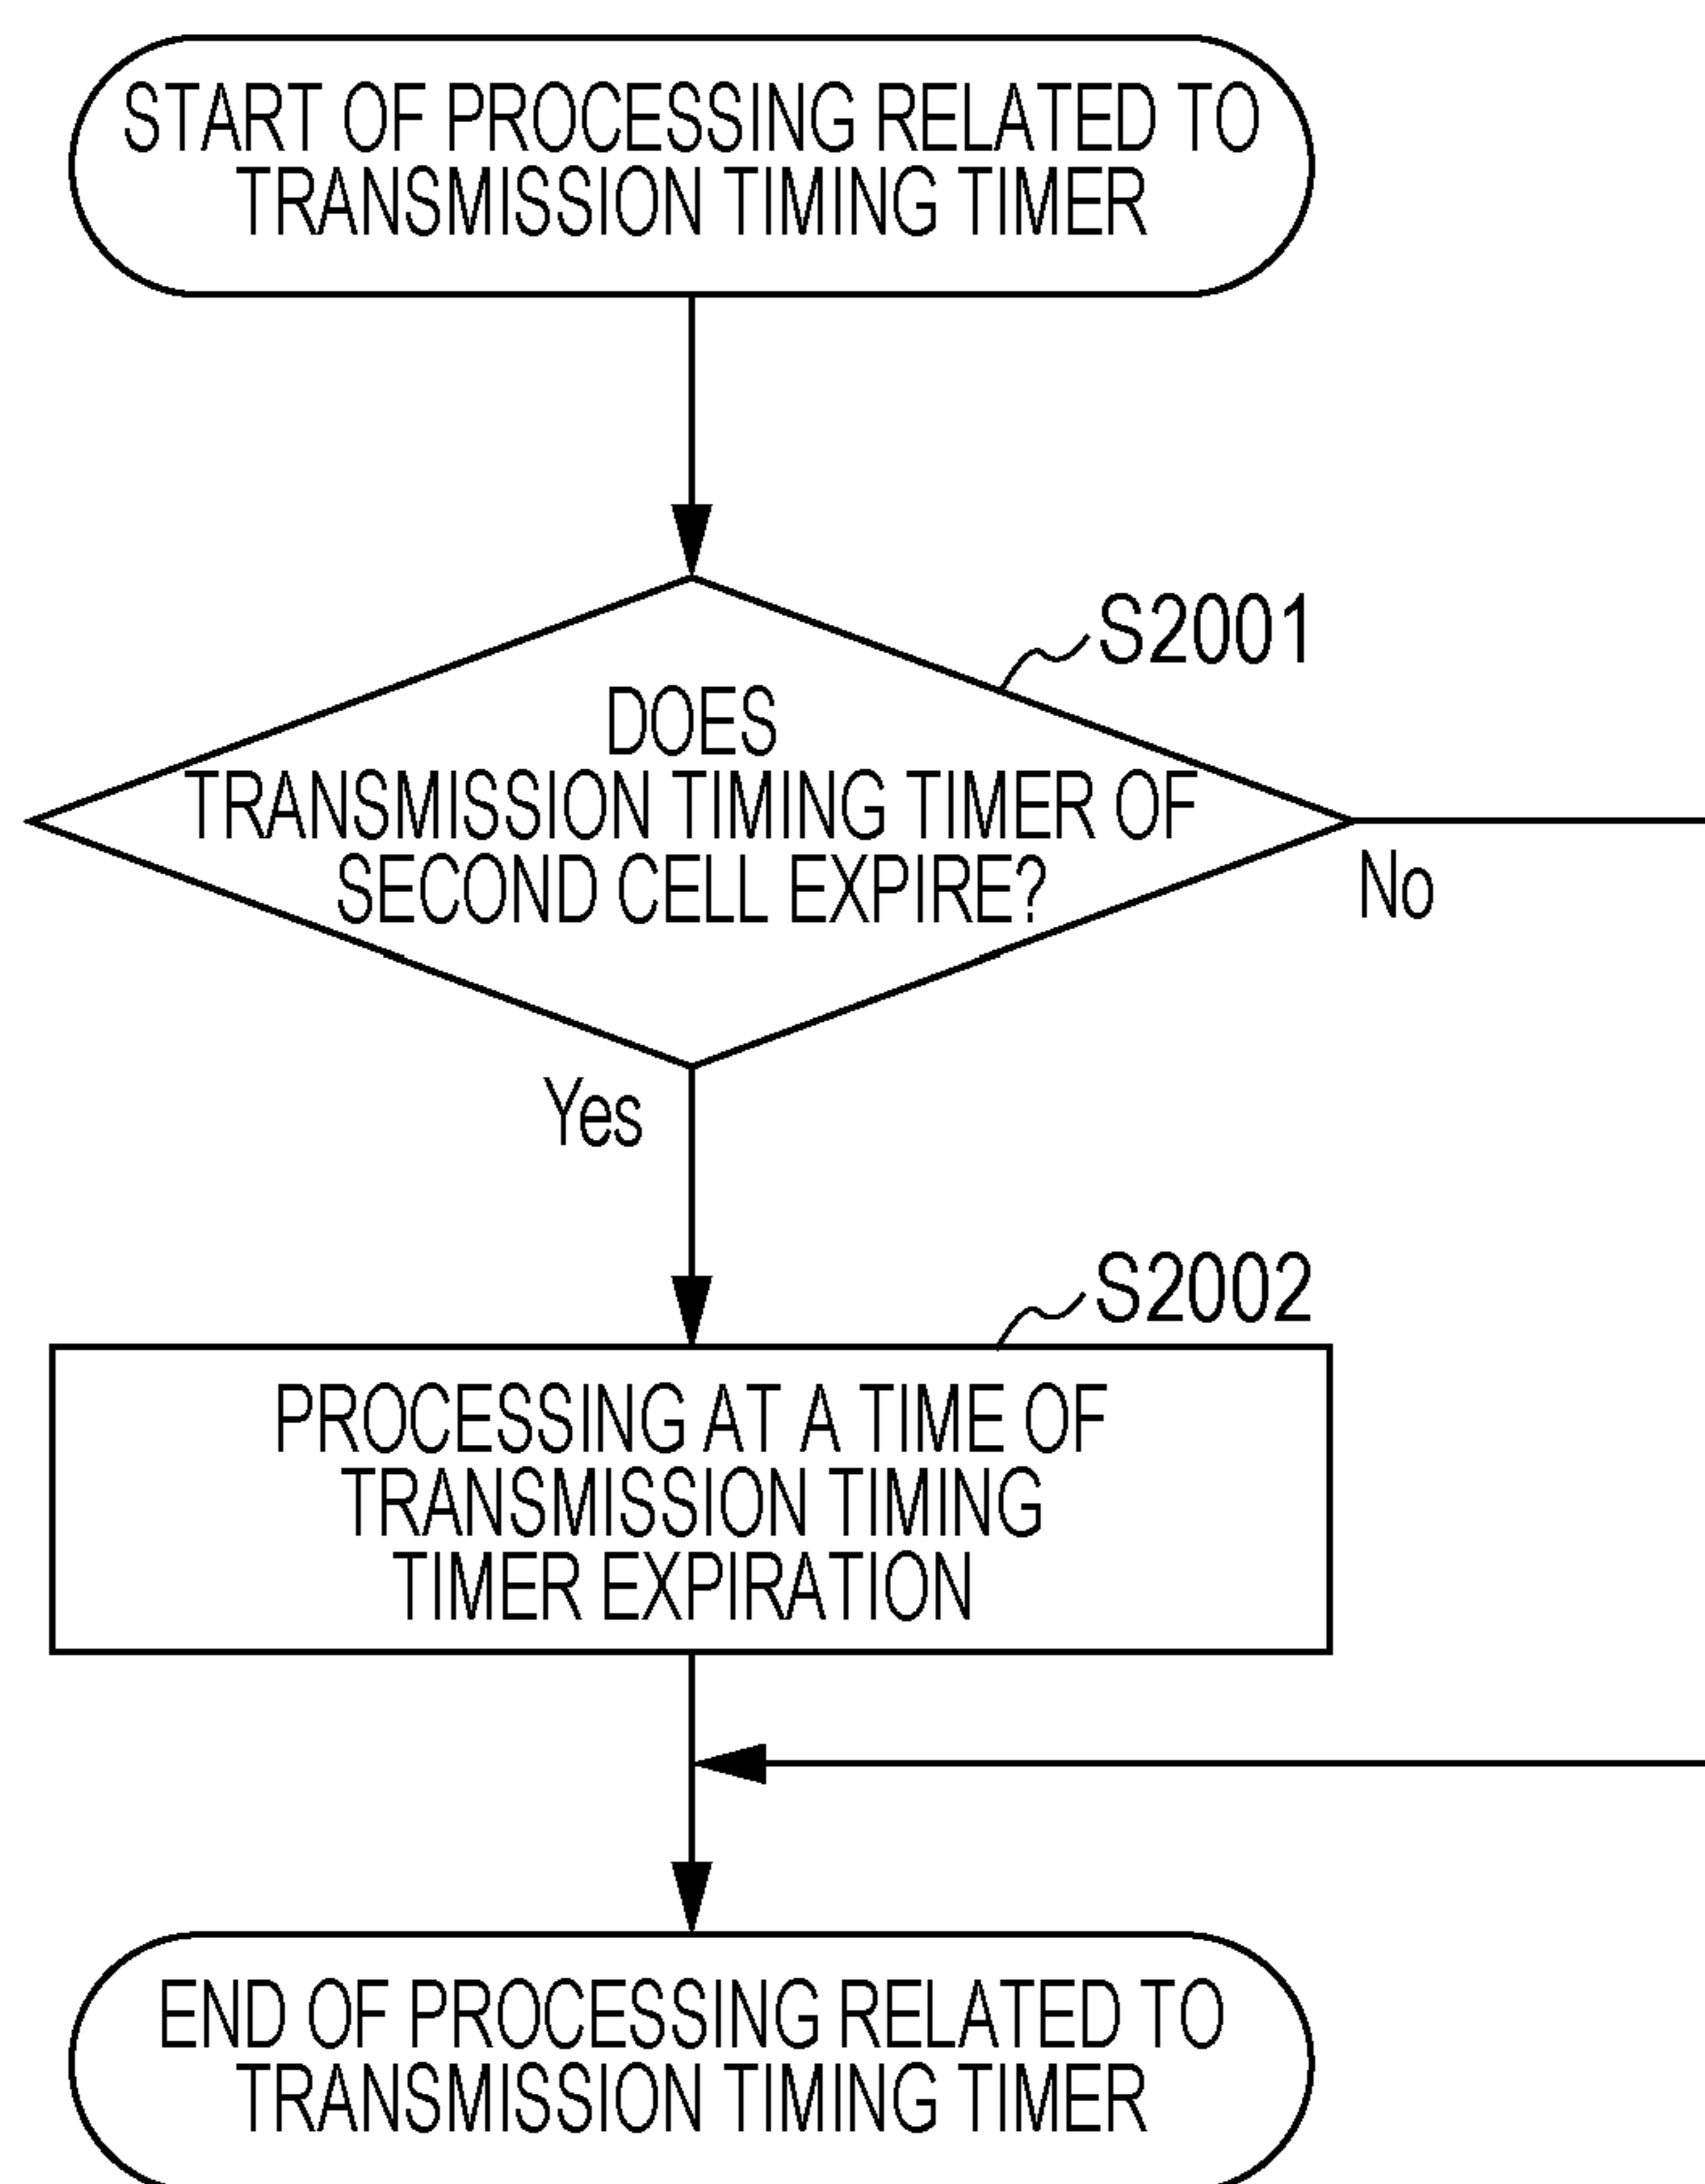 START OF PROCESSING RELATED TO
TRANSMISSION TIMING TIMER
S2001
DOES
TRANSMISSION TIMING TIMER OF
SECOND CELL EXPIRE?
No
Yes
S2002
PROCESSING AT A TIME OF
TRANSMISSION TIMING
TIMER EXPIRATION
END OF PROCESSING RELATED TO
TRANSMISSION TIMING TIMER